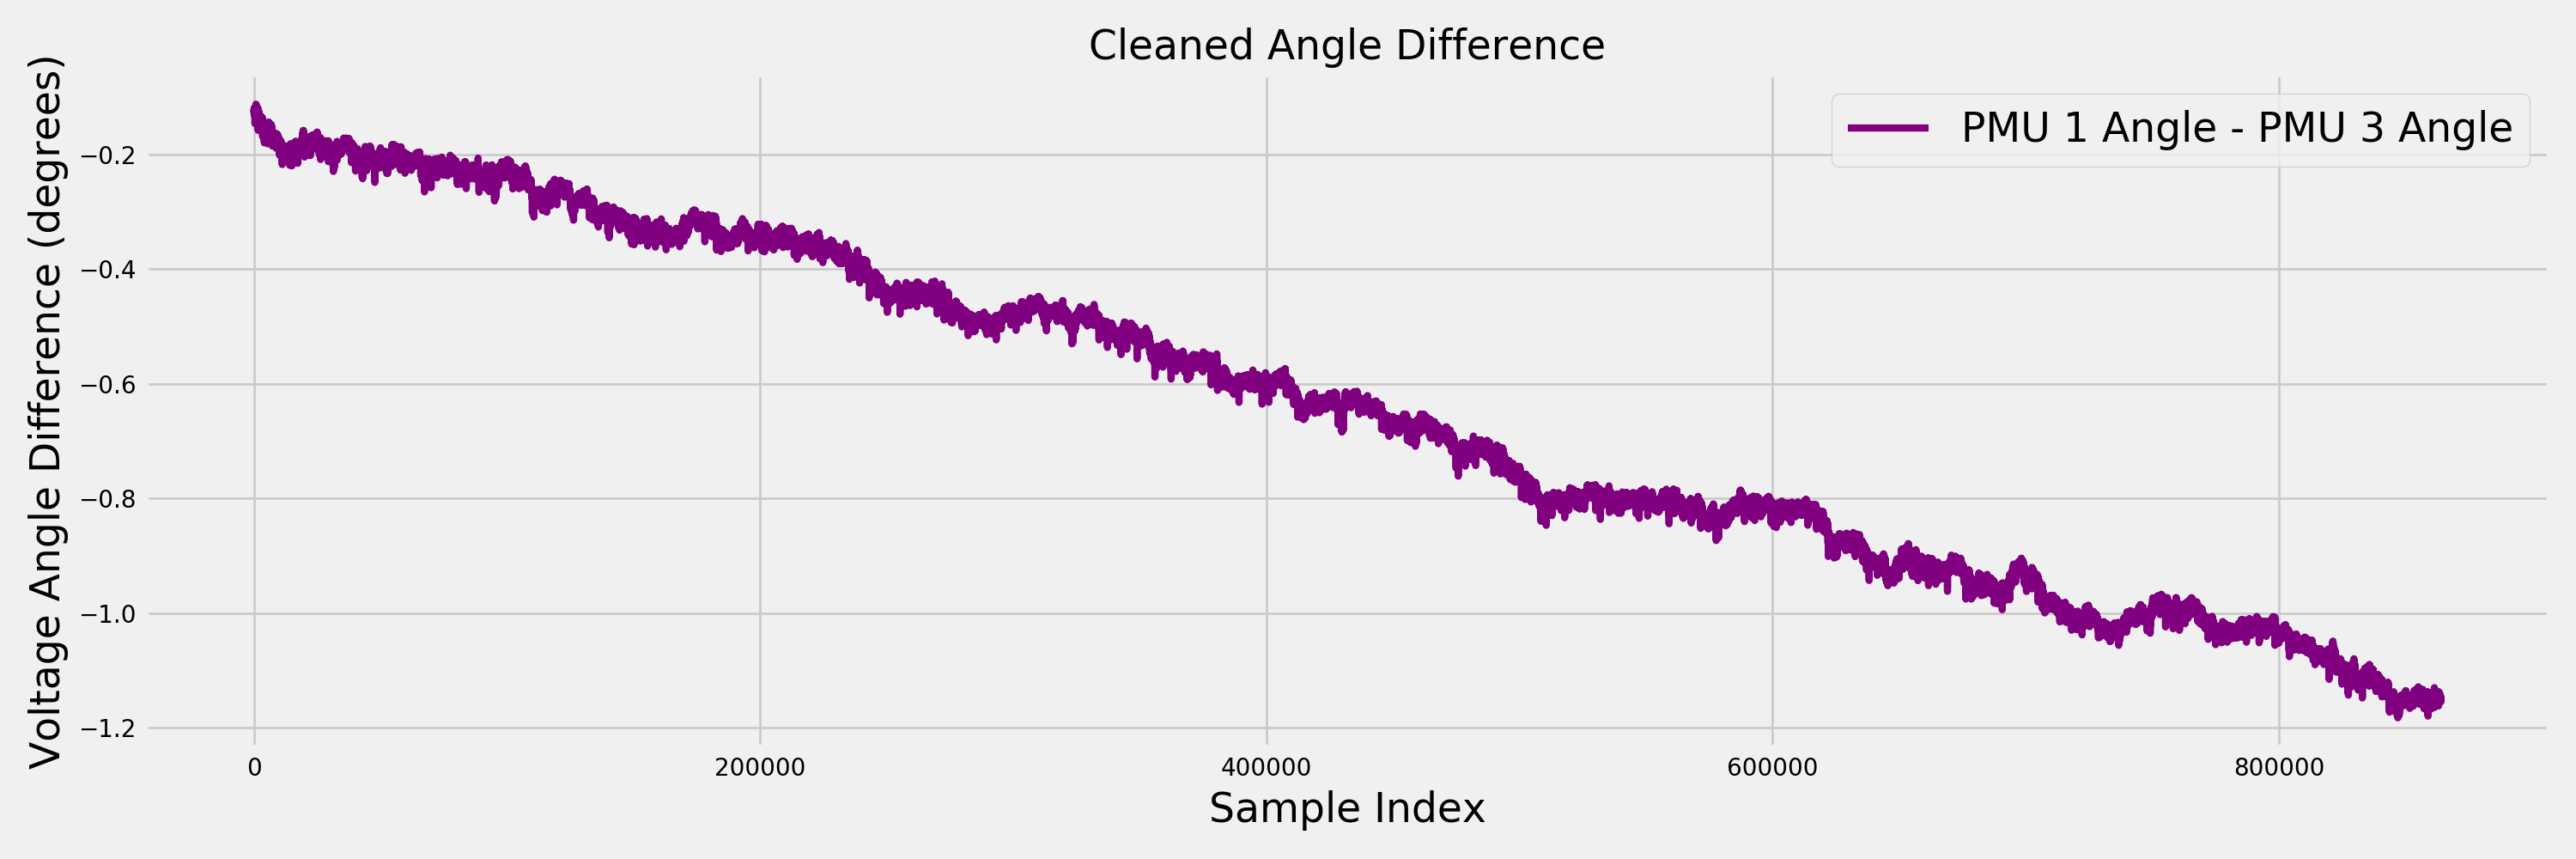 Cleaned Angle Difference
PMU 1 Angle - PMU 3 Angle
Voltage Angle Difference (degrees)
−0.2
−0.4
−0.6
−0.8
−1.0
−1.2
0 200000 400000 600000 800000
Sample Index